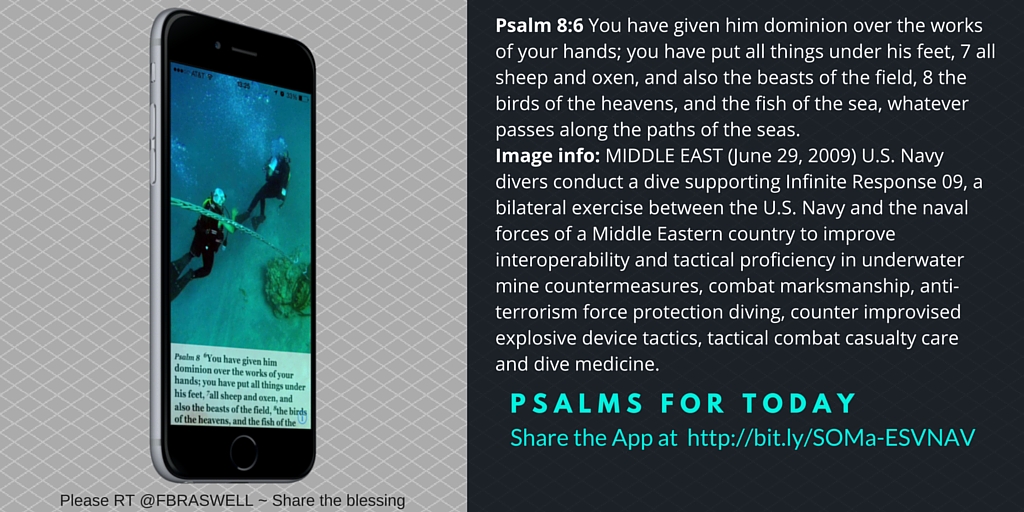 AT&T
Psalm 8 ⁶You have given him
dominion over the works of your
hands; you have put all things under
his feet, ⁷all sheep and oxen, and
also the beasts of the field, ⁸the birds
of the heavens, and the fish of the
Please RT @FBRASWELL ~ Share the blessing
Psalm 8:6 You have given him dominion over the works
of your hands; you have put all things under his feet, 7 all
sheep and oxen, and also the beasts of the field, 8 the
birds of the heavens, and the fish of the sea, whatever
passes along the paths of the seas.
Image info: MIDDLE EAST (June 29, 2009) U.S. Navy
divers conduct a dive supporting Infinite Response 09, a
bilateral exercise between the U.S. Navy and the naval
forces of a Middle Eastern country to improve
interoperability and tactical proficiency in underwater
mine countermeasures, combat marksmanship, anti-
terrorism force protection diving, counter improvised
explosive device tactics, tactical combat casualty care
and dive medicine.
PSALMS FOR TODAY
Share the App at http://bit.ly/SOMa-ESVNAV